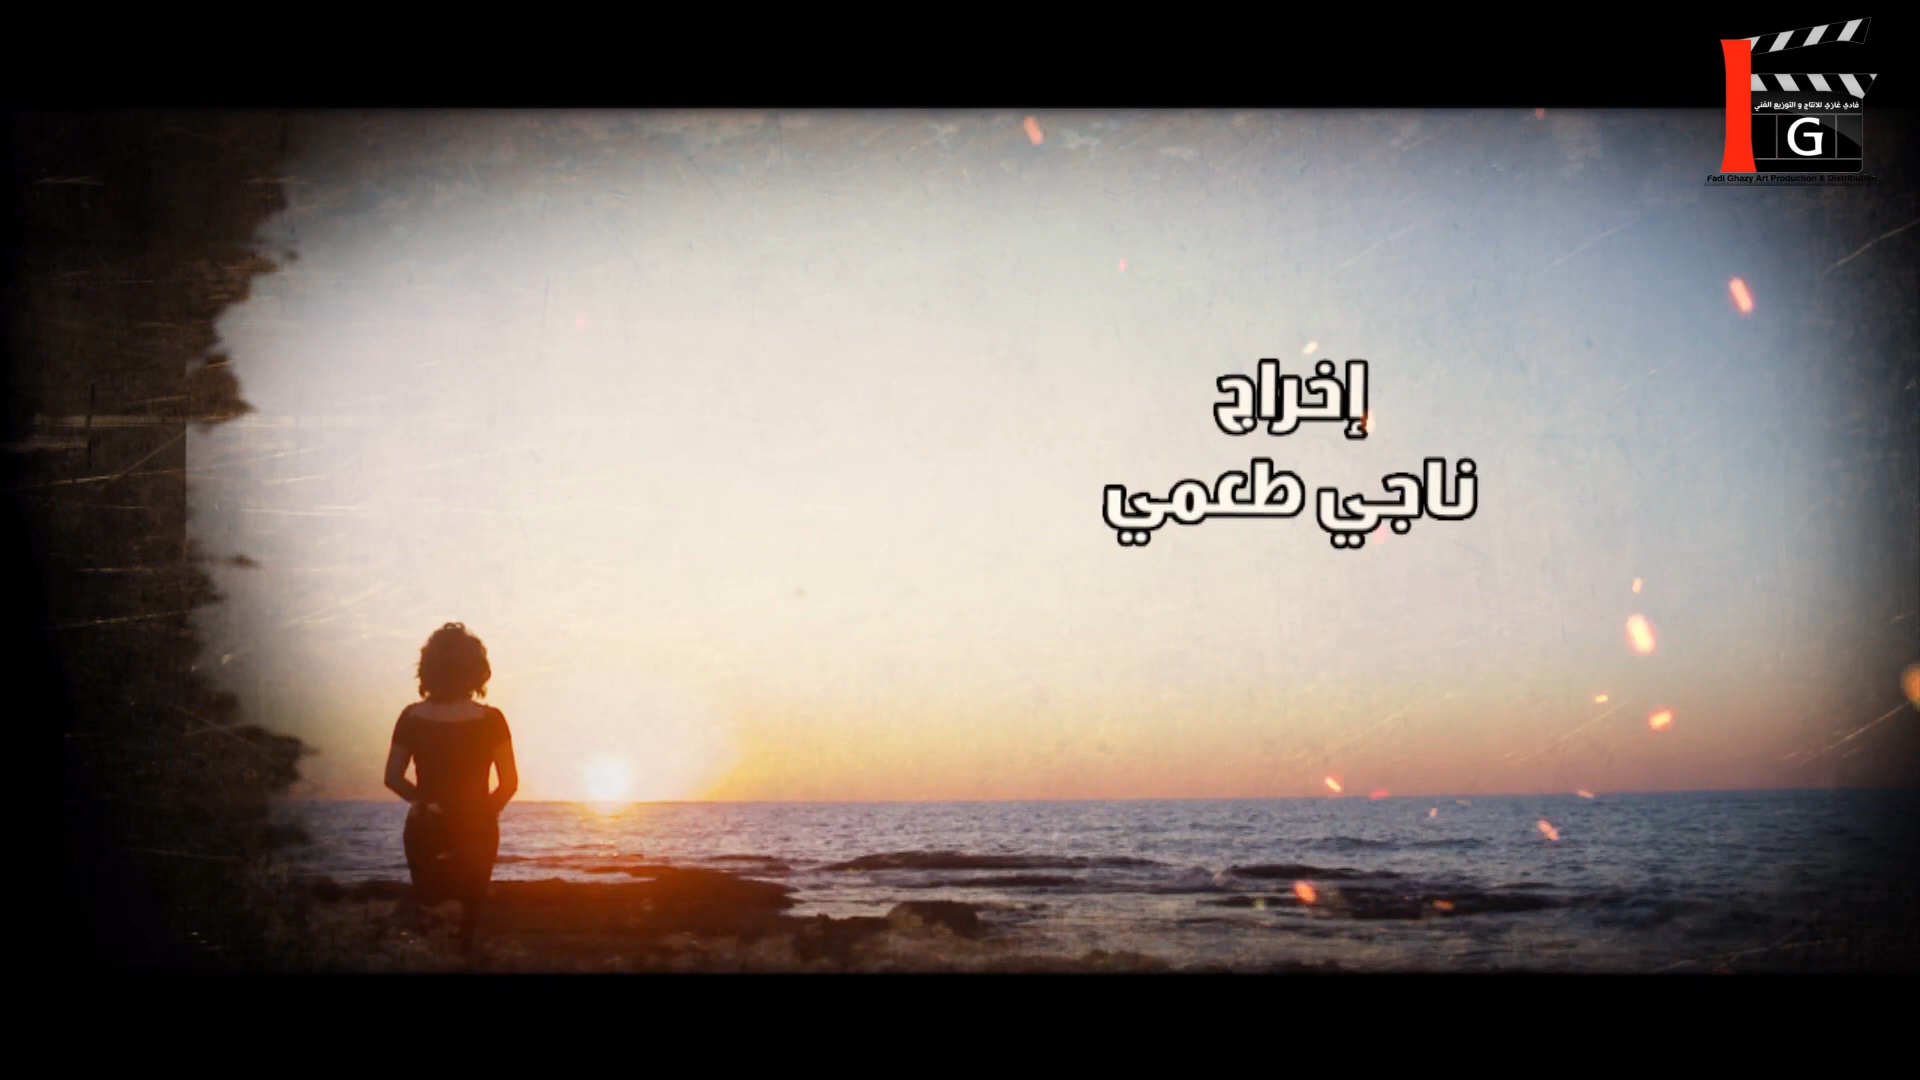 فادي غازي للانتاج و التوزيع الفني
G
Fadi Ghazy Art Production & Distribution
إخراج
ناجي طعمي